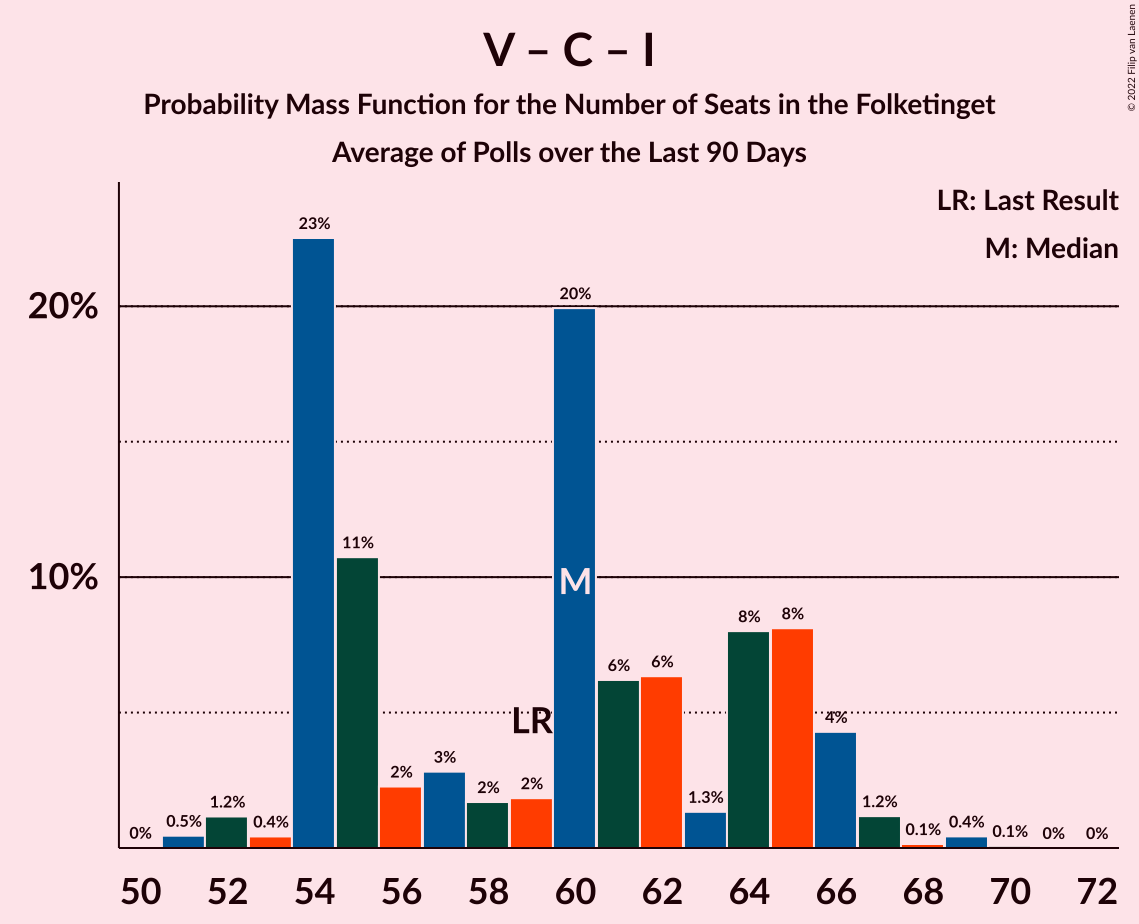 © 2022 Filip van Laenen
V – C – I
Probability Mass Function for the Number of Seats in the Folketinget
Average of Polls over the Last 90 Days
LR: Last Result
M: Median
20%
10%
0%
0.5%
1.2%
0.4%
23%
11%
2%
3%
2%
2%
LR
20%
M
6%
6%
1.3%
8%
8%
4%
1.2%
0.1%
0.4%
0.1%
0%
0%
50 52 54 56 58 60 62 64 66 68 70 72